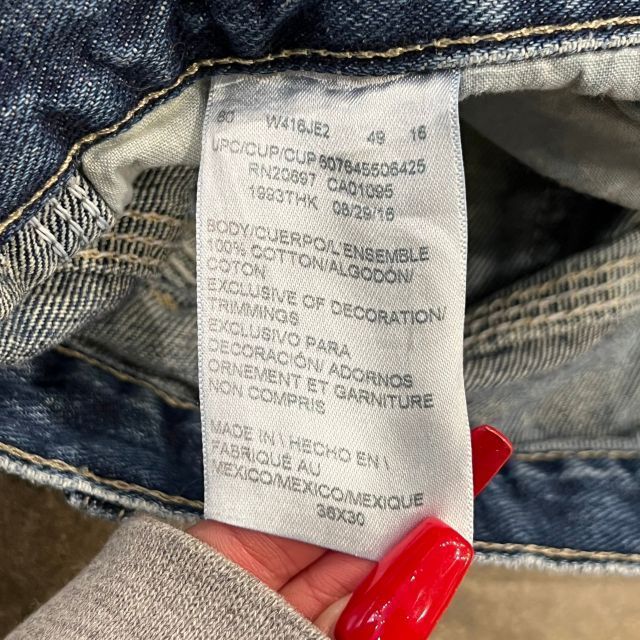 60 W416JE2 49 16
UPC/CUP/CUP 607645506425
RN20697 CA01095
1993THK 08/29/16
BODY/CUERPO/L'ENSEMBLE
100% COTTON/ALGODÓN/
COTON
EXCLUSIVE OF DECORATION/
TRIMMINGS
EXCLUSIVO PARA
DECORACIÓN/ ADORNOS
ORNEMENT ET GARNITURE
NON COMPRIS
MADE IN \ HECHO EN \
FABRIQUÉ AU
MEXICO/MEXICO/MEXIQUE
36X30